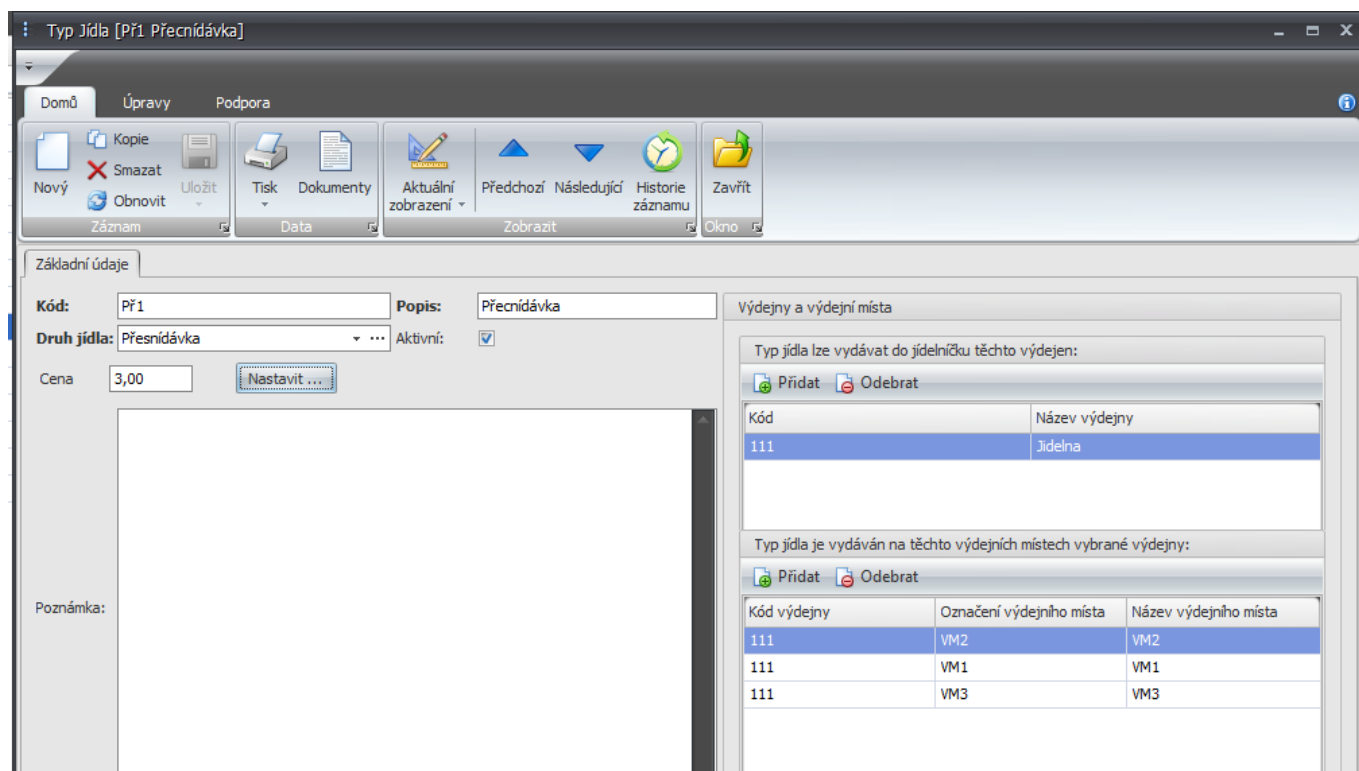 Typ Jídla [Př1 Přecnídávka]
Domů Úpravy Podpora
Nový
Kopie
Smazat
Obnovit
Uložit
Záznam
Tisk
Dokumenty
Data
Aktuální
zobrazení
Předchozí
Následující
Historie
záznamu
Zobrazit
Zavřít
Okno
Základní údaje
Kód: Př1 Popis: Přecnídávka
Druh jídla: Přesnídávka ... Aktivní:
Cena 3,00 Nastavit ...
Poznámka:
Výdejny a výdejní místa
Typ jídla lze vydávat do jídelníčku těchto výdejen:
Přidat Odebrat
Kód Název výdejny
111 Jidelna
Typ jídla je vydáván na těchto výdejních místech vybrané výdejny:
Přidat Odebrat
Kód výdejny Označení výdejního místa Název výdejního místa
111 VM2 VM2
111 VM1 VM1
111 VM3 VM3